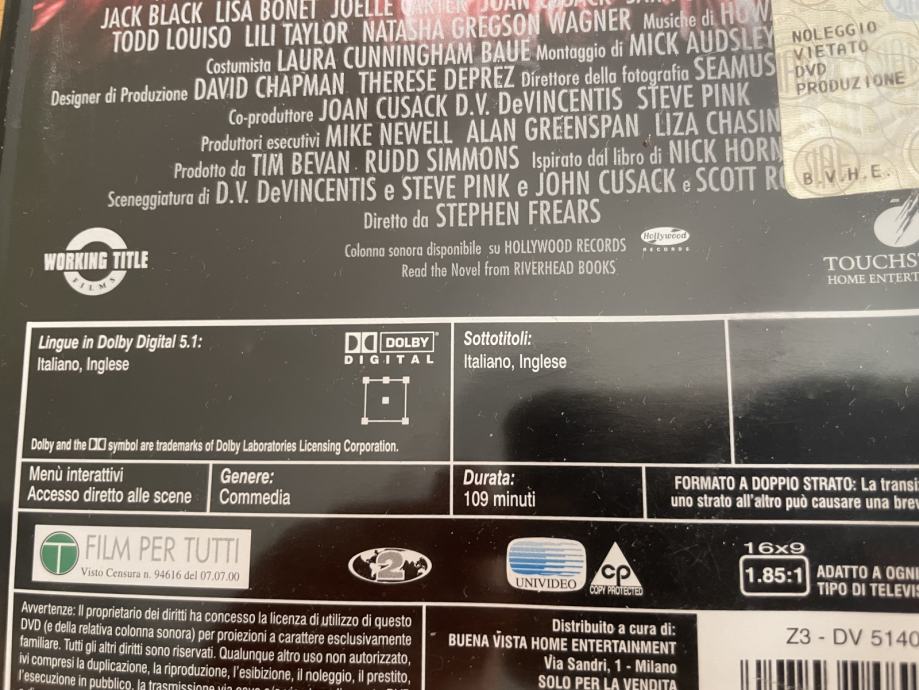 JACK BLACK LISA BONET JOELLE CARTER JOAN CUSACK
TODD LOUISO LILI TAYLOR NATASHA GREGSON WAGNER Musiche di HOW
Costumista LAURA CUNNINGHAM BAUE Montaggio di MICK AUDSLEY
Designer di Produzione DAVID CHAPMAN THERESE DEPREZ Direttore della fotografia SEAMUS
Co-produttore JOAN CUSACK D.V. DeVINCENTIS STEVE PINK
Produttori esecutivi MIKE NEWELL ALAN GREENSPAN LIZA CHASIN
Prodotto da TIM BEVAN RUDD SIMMONS Ispirato dal libro di NICK HORN
Sceneggiatura di D.V. DeVINCENTIS e STEVE PINK e JOHN CUSACK e SCOTT RO
Diretto da STEPHEN FREARS
NOLEGGIO
VIETATO
DVD
PRODUZIONE
SIAE
B.V.H.E.
WORKING TITLE
FILMS
Colonna sonora disponibile su HOLLYWOOD RECORDS
Hollywood
RECORDS
Read the Novel from RIVERHEAD BOOKS
TOUCHST
HOME ENTERT
Lingue in Dolby Digital 5.1:
Italiano, Inglese
DOLBY
DIGITAL
Dolby and the symbol are trademarks of Dolby Laboratories Licensing Corporation.
Sottotitoli:
Italiano, Inglese
Menù interattivi
Accesso diretto alle scene
Genere:
Commedia
Durata:
109 minuti
FORMATO A DOPPIO STRATO: La transi
uno strato all'altro può causare una brev
T FILM PER TUTTI
Visto Censura n. 94616 del 07.07.00
2
UNIVIDEO
cp
COPY PROTECTED
16x9
1.85:1
ADATTO A OGNI
TIPO DI TELEVIS
Avvertenze: Il proprietario dei diritti ha concesso la licenza di utilizzo di questo
DVD (e della relativa colonna sonora) per proiezioni a carattere esclusivamente
familiare. Tutti gli altri diritti sono riservati. Qualunque altro uso non autorizzato,
ivi compresi la duplicazione, la riproduzione, l'esibizione, il noleggio, il prestito,
l'esecuzione in pubblico, la trasmissione via
Distribuito a cura di:
BUENA VISTA HOME ENTERTAINMENT
Via Sandri, 1 - Milano
SOLO PER LA VENDITA
Z3 - DV 5140